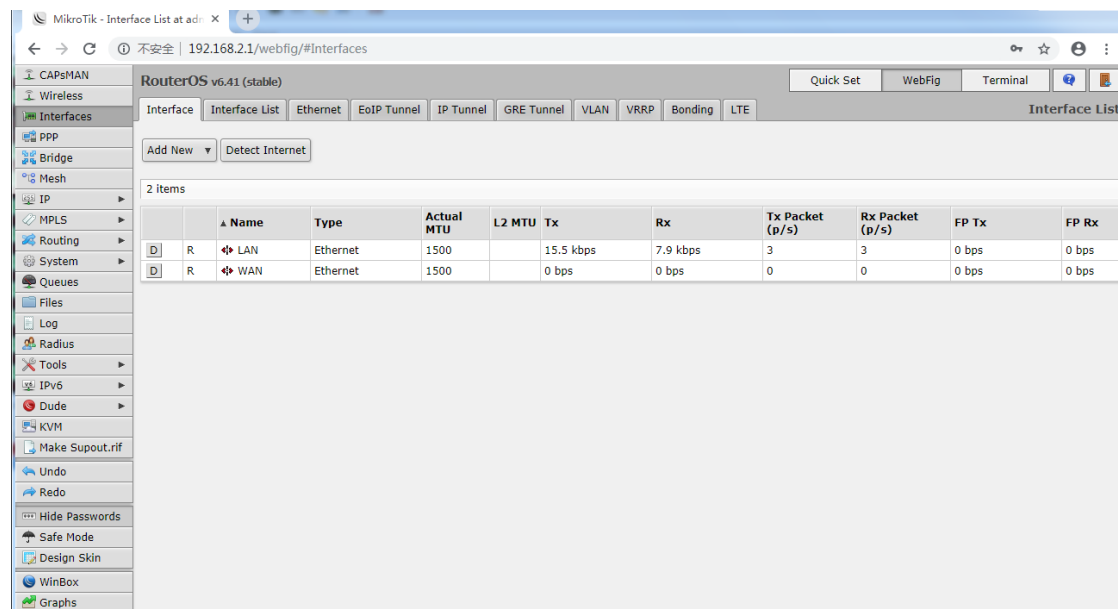 MikroTik - Interface List at adn × +
不安全 | 192.168.2.1/webfig/#Interfaces
CAPsMAN
Wireless
Interfaces
PPP
Bridge
Mesh
IP
MPLS
Routing
System
Queues
Files
Log
Radius
Tools
IPv6
Dude
KVM
Make Supout.rif
Undo
Redo
Hide Passwords
Safe Mode
Design Skin
WinBox
Graphs
RouterOS v6.41 (stable) Quick Set WebFig Terminal
Interface Interface List Ethernet EoIP Tunnel IP Tunnel GRE Tunnel VLAN VRRP Bonding LTE Interface List
Add New ▼ Detect Internet
2 items
▲ Name Type Actual MTU L2 MTU Tx Rx Tx Packet (p/s) Rx Packet (p/s) FP Tx FP Rx
D R LAN Ethernet 1500 15.5 kbps 7.9 kbps 3 3 0 bps 0 bps
D R WAN Ethernet 1500 0 bps 0 bps 0 0 0 bps 0 bps